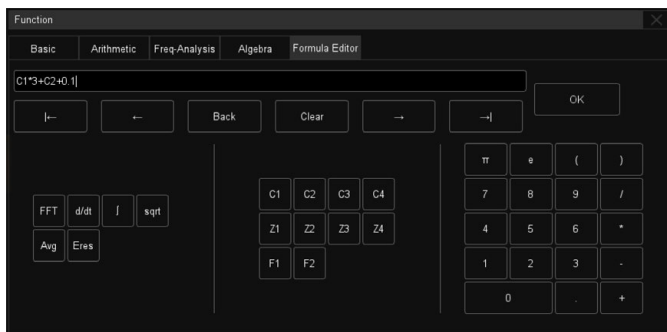 Function
Basic Arithmetic Freq-Analysis Algebra Formula Editor
C1*3+C2+0.1
OK
|← ← Back Clear → →|
π e ( )
FFT d/dt ∫ sqrt C1 C2 C3 C4 7 8 9 /
Avg Eres Z1 Z2 Z3 Z4 4 5 6 *
F1 F2 1 2 3 -
0 . +